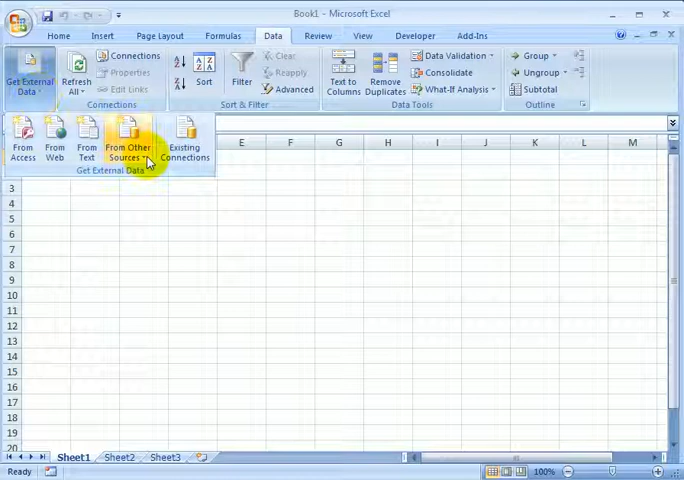 Book1 - Microsoft Excel
Home Insert Page Layout Formulas Data Review View Developer Add-Ins
Get External Data
Refresh All
Connections
Properties
Edit Links
Connections
Sort
Filter
Clear
Reapply
Advanced
Sort & Filter
Text to Columns
Remove Duplicates
Data Validation
Consolidate
What-If Analysis
Data Tools
Group
Ungroup
Subtotal
Outline
From Access
From Web
From Text
From Other Sources
Existing Connections
Get External Data
E F G H I J K L M
3
4
5
6
7
8
9
10
11
12
13
14
15
16
17
18
19
20
Sheet1 Sheet2 Sheet3
Ready 100%